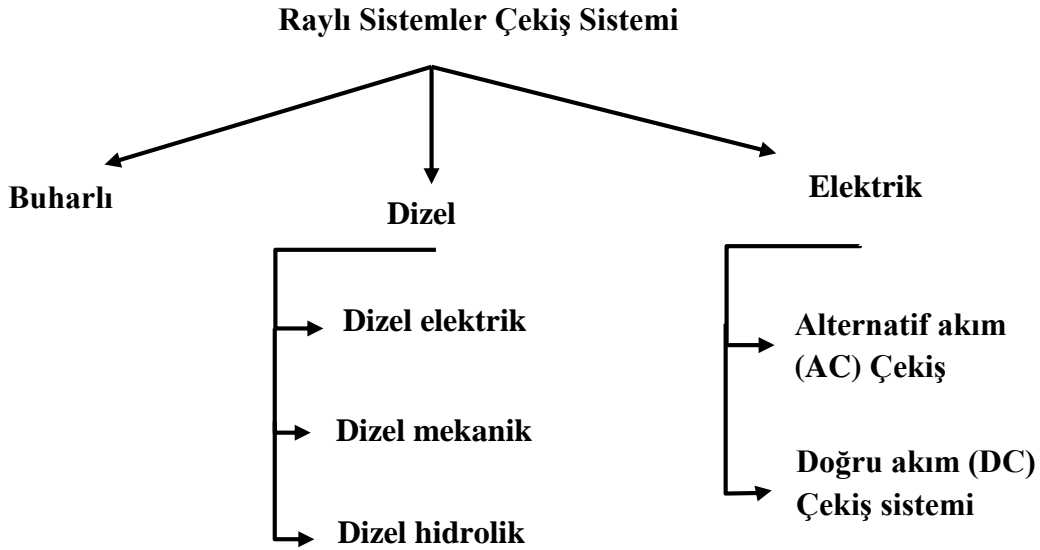 Raylı Sistemler Çekiş Sistemi
Buharlı
Dizel
Elektrik
Dizel elektrik
Dizel mekanik
Dizel hidrolik
Alternatif akım
(AC) Çekiş
Doğru akım (DC)
Çekiş sistemi